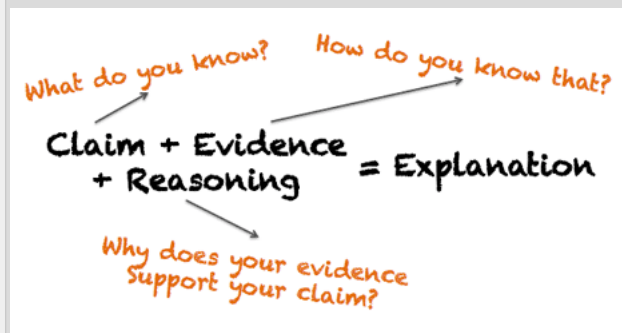 What do you know?
How do you know that?
Claim + Evidence
+ Reasoning
= Explanation
Why does your evidence
Support your claim?